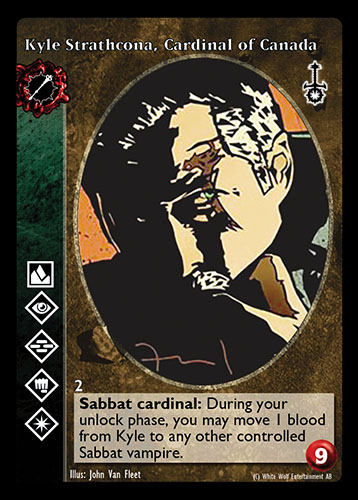 Kyle Strathcona, Cardinal of Canada
2
Sabbat cardinal: During your
unlock phase, you may move 1 blood
from Kyle to any other controlled
Sabbat vampire.
9
Illus: John Van Fleet
(C) White Wolf Entertainment AB